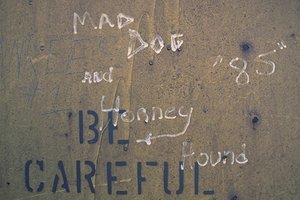 MAD
DOG
AND "85"
Honney
BE
Hound
CAREFUL